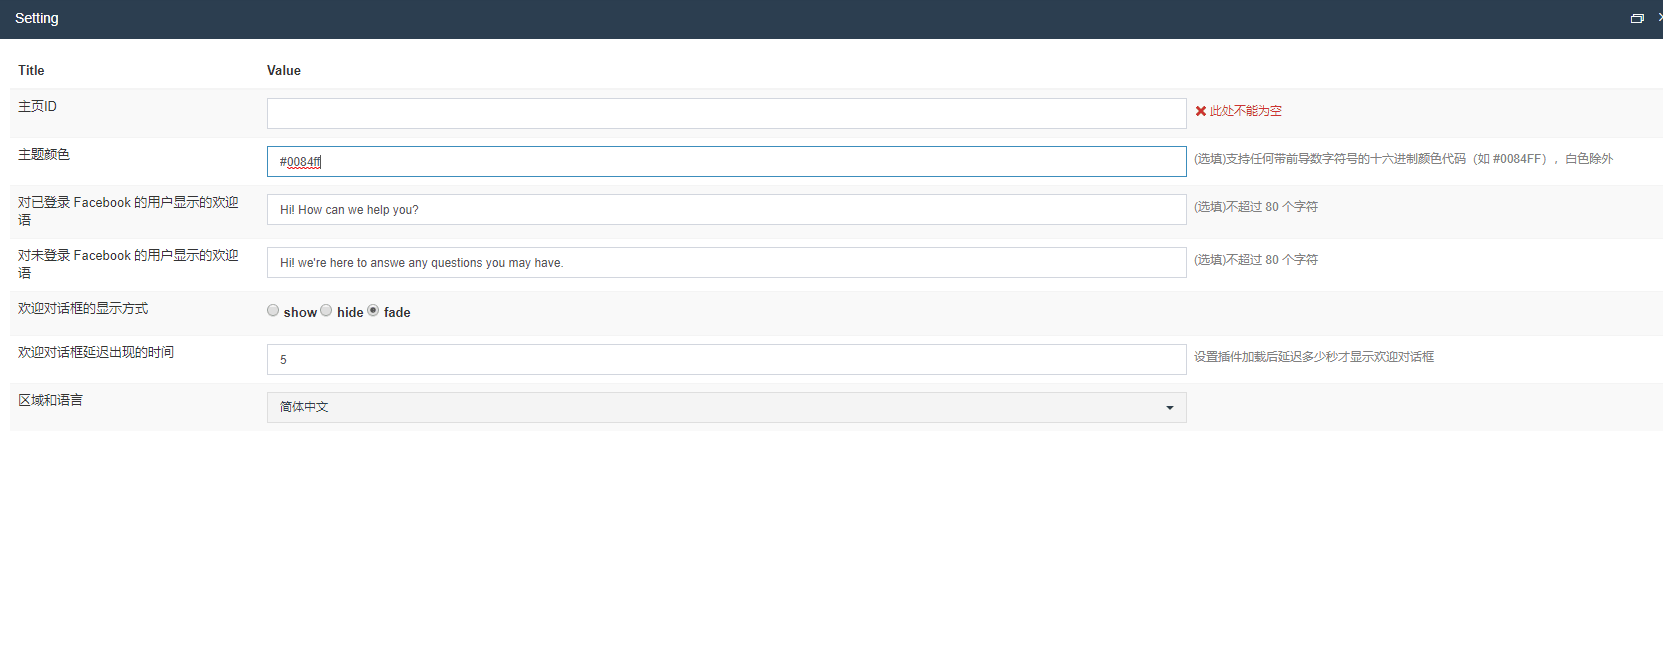 Setting
Title Value
主页ID
此处不能为空
主题颜色
#0084ff
(选填)支持任何带前导数字符号的十六进制颜色代码（如 #0084FF），白色除外
对已登录 Facebook 的用户显示的欢迎
语
Hi! How can we help you?
(选填)不超过 80 个字符
对未登录 Facebook 的用户显示的欢迎
语
Hi! we're here to answe any questions you may have.
(选填)不超过 80 个字符
欢迎对话框的显示方式
show hide fade
欢迎对话框延迟出现的时间
5
设置插件加载后延迟多少秒才显示欢迎对话框
区域和语言
简体中文